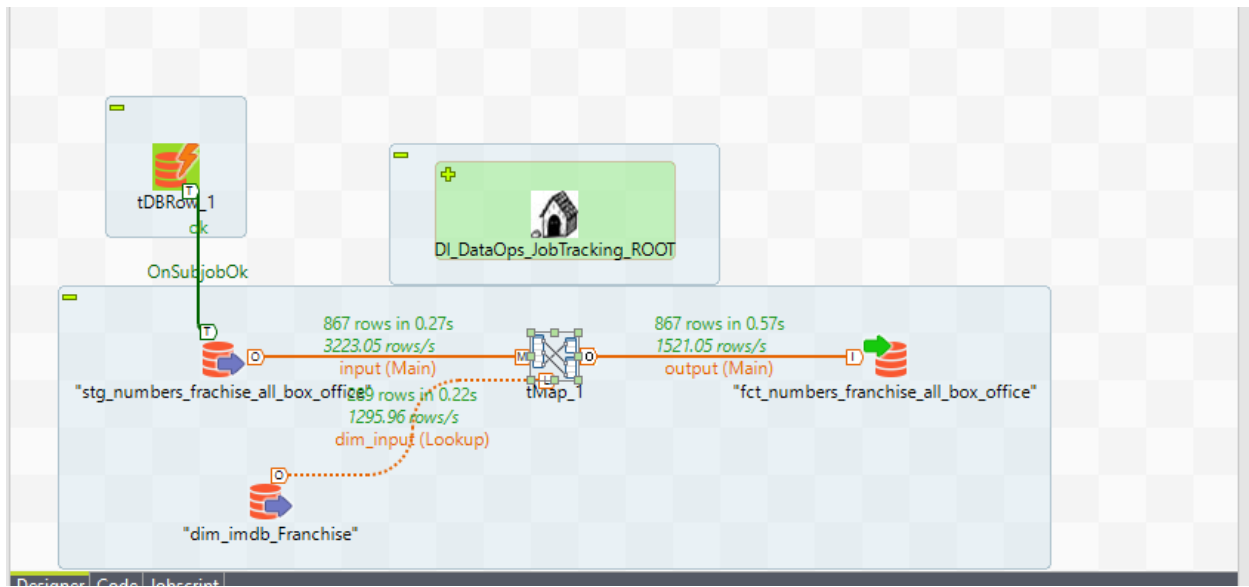 T
tDBRow_1
ok
OnSubjobOk
DI_DataOps_JobTracking_ROOT
T
O
867 rows in 0.27s
3223.05 rows/s
input (Main)
M
O
867 rows in 0.57s
1521.05 rows/s
output (Main)
I
"stg_numbers_frachise_all_box_office"
tMap_1
"fct_numbers_franchise_all_box_office"
rows in 0.22s
1295.96 rows/s
dim_input (Lookup)
O
"dim_imdb_Franchise"
Designer
Code
Jobscript